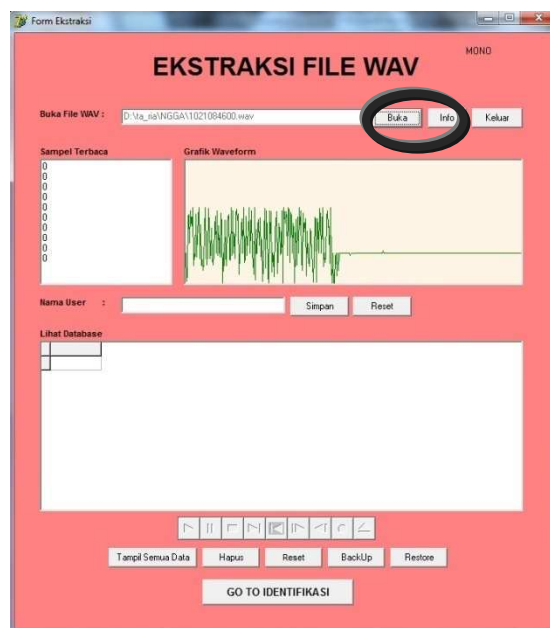 Form Ekstraksi
MONO
EKSTRAKSI FILE WAV
Buka File WAV : D:\ta_ria\NGGA\1021084600.wav Buka Info Keluar
Sampel Terbaca Grafik Waveform
0
0
0
0
0
0
0
0
0
0
Nama User : Simpan Reset
Lihat Database
Tampil Semua Data Hapus Reset BackUp Restore
GO TO IDENTIFIKASI